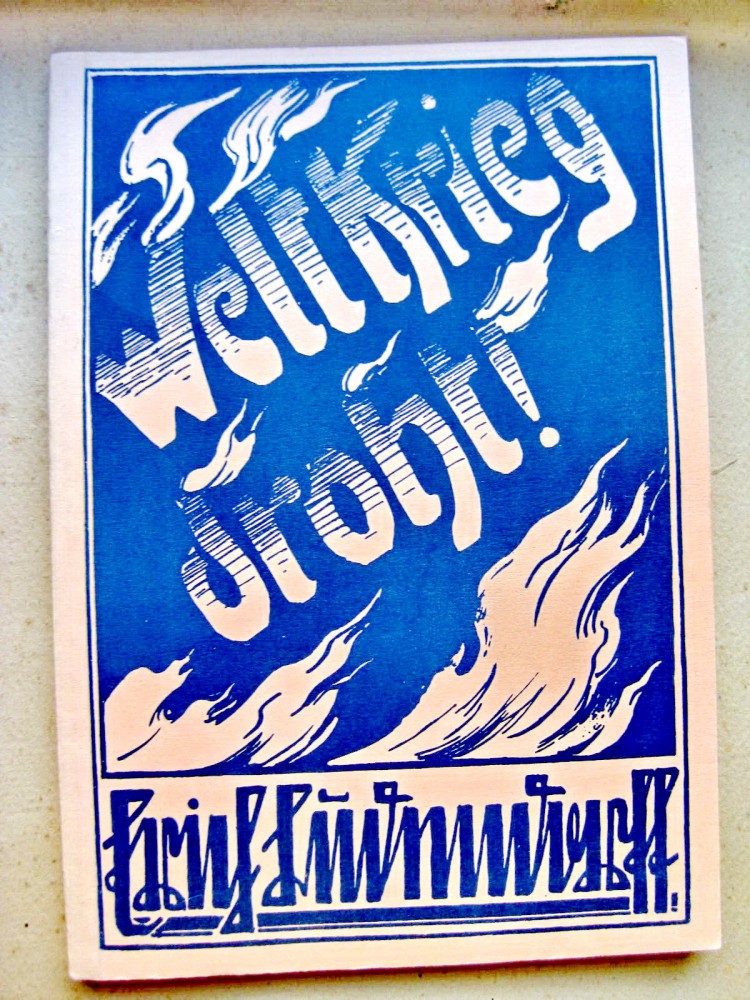 Weltkrieg
droht!
Erich Ludendorff.